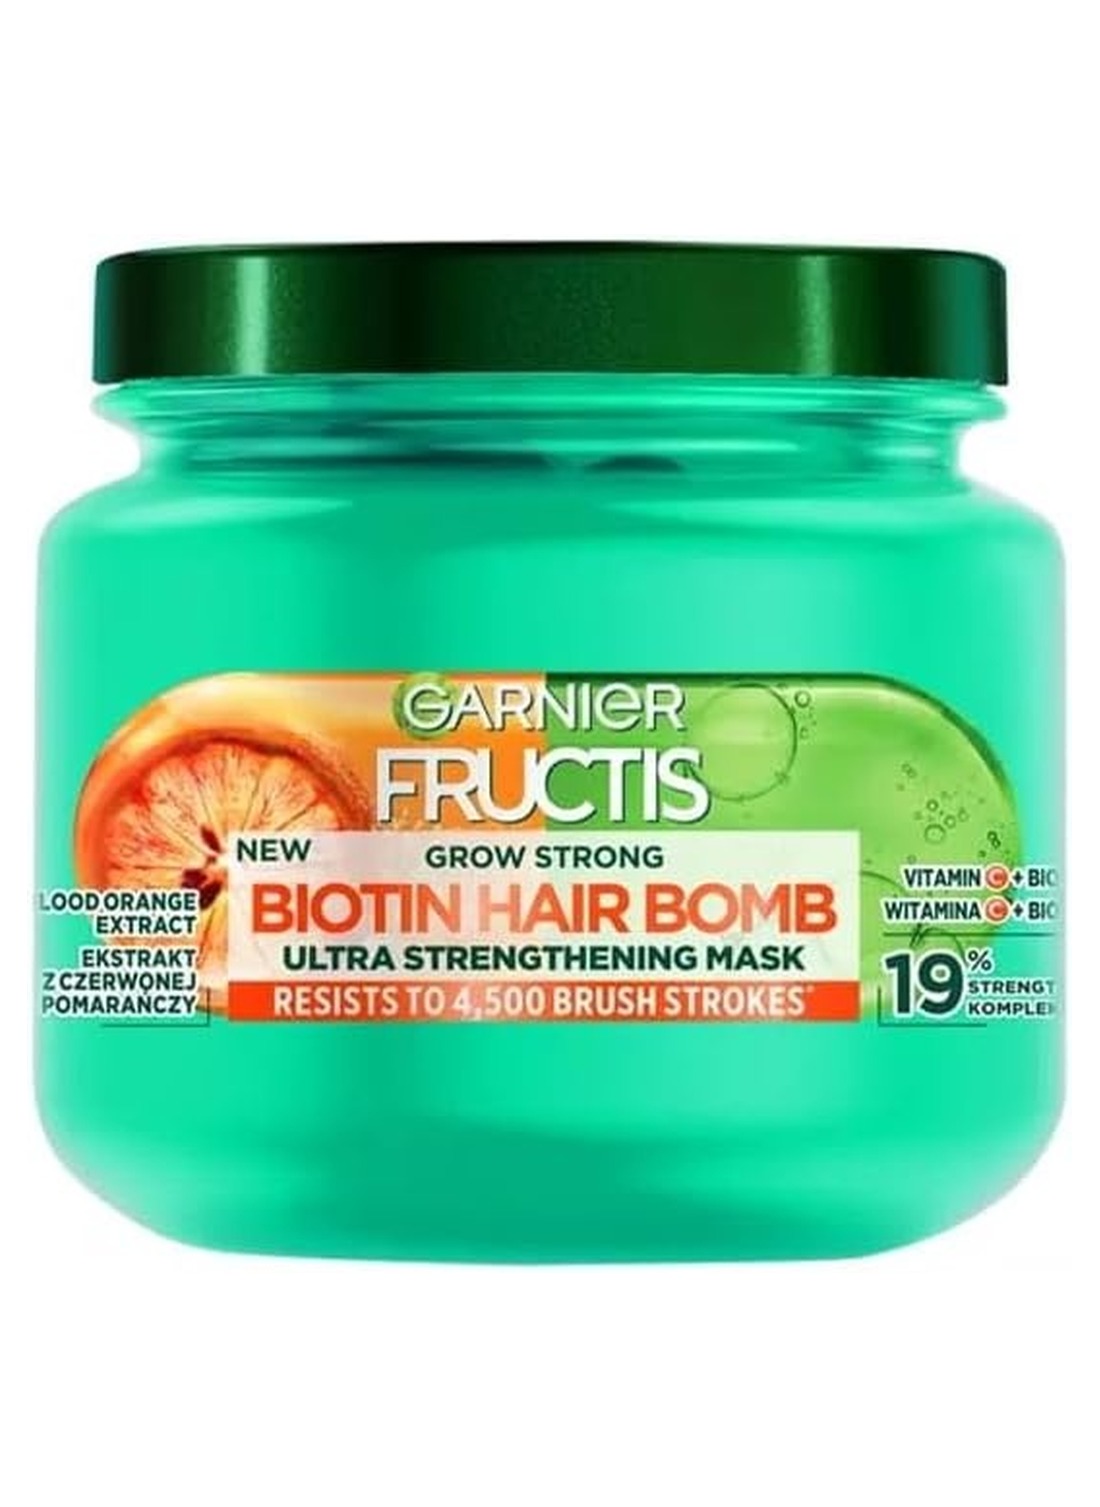 GARNIER
FRUCTIS
NEW
GROW STRONG
BIOTIN HAIR BOMB
ULTRA STRENGTHENING MASK
RESISTS TO 4,500 BRUSH STROKES*
LOOD ORANGE
EXTRACT
EKSTRAKT
Z CZERWONEJ
POMARAŃCZY
VITAMIN C + BIO
WITAMINA C + BIO
19%
STRENGT
KOMPLE